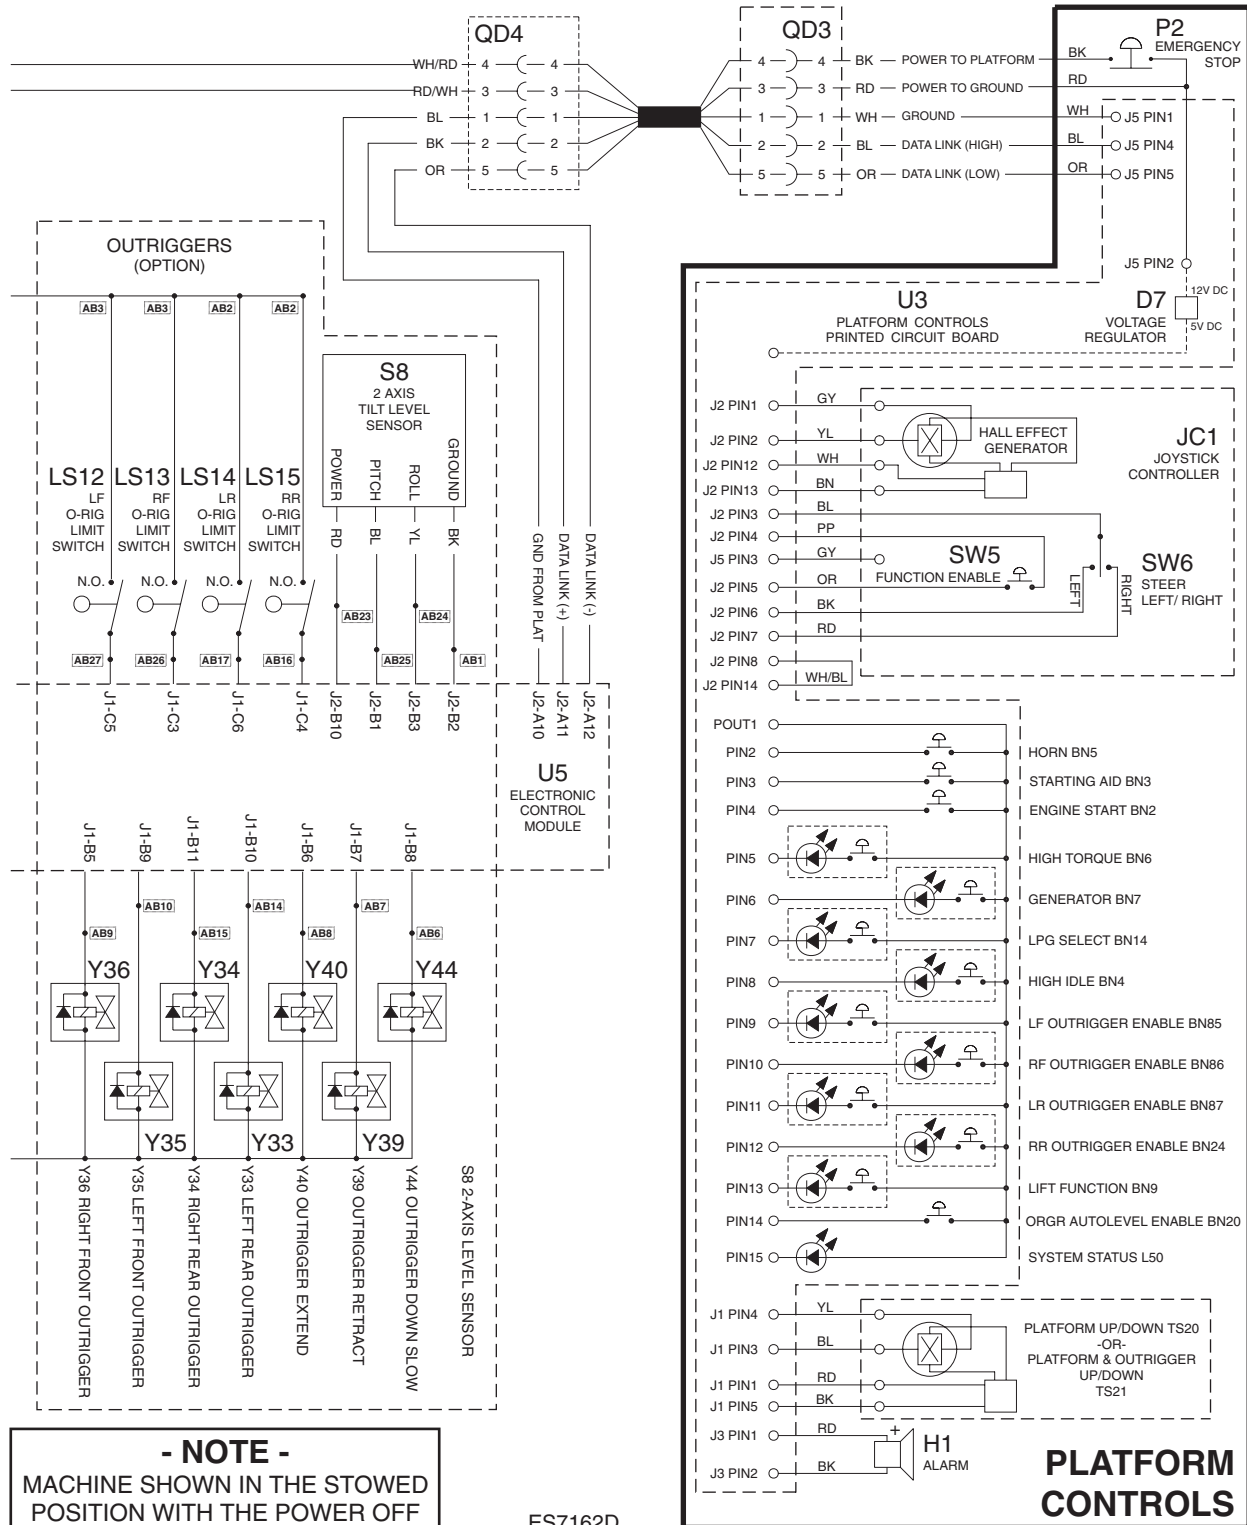 QD4
QD3
P2
EMERGENCY
STOP
WH/RD 4 4
RD/WH 3 3
BL 1 1
BK 2 2
OR 5 5
4 4 BK POWER TO PLATFORM BK
3 3 RD POWER TO GROUND RD
1 1 WH GROUND WH J5 PIN1
2 2 BL DATA LINK (HIGH) BL J5 PIN4
5 5 OR DATA LINK (LOW) OR J5 PIN5
J5 PIN2
12V DC
5V DC
D7
VOLTAGE
REGULATOR
U3
PLATFORM CONTROLS
PRINTED CIRCUIT BOARD
OUTRIGGERS
(OPTION)
AB3 AB3 AB2 AB2
S8
2 AXIS
TILT LEVEL
SENSOR
POWER
PITCH
ROLL
GROUND
RD
BL
YL
BK
LS12
LF
O-RIG
LIMIT
SWITCH
LS13
RF
O-RIG
LIMIT
SWITCH
LS14
LR
O-RIG
LIMIT
SWITCH
LS15
RR
O-RIG
LIMIT
SWITCH
N.O. N.O. N.O. N.O.
AB27 AB26 AB17 AB16
AB23 AB25 AB24 AB1
GND FROM PLAT
DATA LINK (+)
DATA LINK (-)
J1-C5
J1-C3
J1-C6
J1-C4
J2-B10
J2-B1
J2-B3
J2-B2
J2-A10
J2-A11
J2-A12
U5
ELECTRONIC
CONTROL
MODULE
J1-B5
J1-B9
J1-B11
J1-B10
J1-B6
J1-B7
J1-B8
AB10 AB14 AB7
AB9 AB15 AB8 AB6
Y36 Y34 Y40 Y44
Y35 Y33 Y39
Y36 RIGHT FRONT OUTRIGGER
Y35 LEFT FRONT OUTRIGGER
Y34 RIGHT REAR OUTRIGGER
Y33 LEFT REAR OUTRIGGER
Y40 OUTRIGGER EXTEND
Y39 OUTRIGGER RETRACT
Y44 OUTRIGGER DOWN SLOW
S8 2-AXIS LEVEL SENSOR
- NOTE -
MACHINE SHOWN IN THE STOWED
POSITION WITH THE POWER OFF
ES7162D
J2 PIN1 GY
J2 PIN2 YL
J2 PIN12 WH
J2 PIN13 BN
J2 PIN3 BL
J2 PIN4 PP
J5 PIN3 GY
J2 PIN5 OR
J2 PIN6 BK
J2 PIN7 RD
J2 PIN8
J2 PIN14 WH/BL
HALL EFFECT
GENERATOR
JC1
JOYSTICK
CONTROLLER
SW5
FUNCTION ENABLE
LEFT
RIGHT
SW6
STEER
LEFT/ RIGHT
POUT1
PIN2 HORN BN5
PIN3 STARTING AID BN3
PIN4 ENGINE START BN2
PIN5 HIGH TORQUE BN6
PIN6 GENERATOR BN7
PIN7 LPG SELECT BN14
PIN8 HIGH IDLE BN4
PIN9 LF OUTRIGGER ENABLE BN85
PIN10 RF OUTRIGGER ENABLE BN86
PIN11 LR OUTRIGGER ENABLE BN87
PIN12 RR OUTRIGGER ENABLE BN24
PIN13 LIFT FUNCTION BN9
PIN14 ORGR AUTOLEVEL ENABLE BN20
PIN15 SYSTEM STATUS L50
J1 PIN4 YL
J1 PIN3 BL
J1 PIN1 RD
J1 PIN5 BK
PLATFORM UP/DOWN TS20
-OR-
PLATFORM & OUTRIGGER
UP/DOWN
TS21
J3 PIN1 RD
J3 PIN2 BK
+
H1
ALARM
PLATFORM
CONTROLS